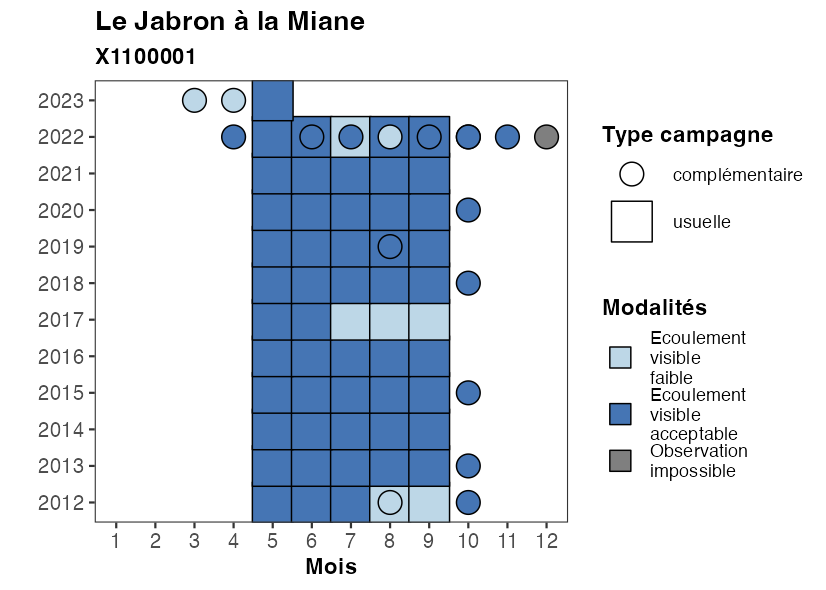 Le Jabron à la Miane
X1100001
2023
2022
2021
2020
2019
2018
2017
2016
2015
2014
2013
2012
1 2 3 4 5 6 7 8 9 10 11 12
Mois
Type campagne
complémentaire
usuelle
Modalités
Ecoulement
visible
faible
Ecoulement
visible
acceptable
Observation
impossible